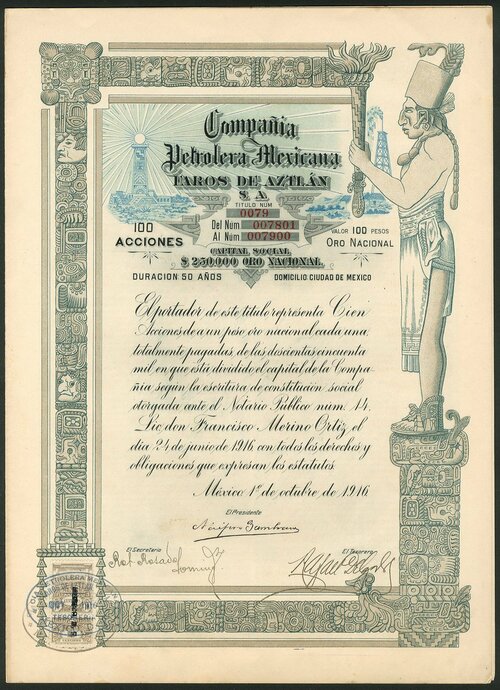 Compañia
Petrolera Mexicana
FAROS DE AZTLÁN
S. A.
TITULO NUM
0079
100 ACCIONES
Del Núm 007801
Al Núm 007900
VALOR 100 PESOS
ORO NACIONAL
CAPITAL SOCIAL
$ 250.000 ORO NACIONAL
DURACION 50 AÑOS
DOMICILIO CIUDAD DE MEXICO
El portador de este titulo representa Cien
Acciones de a un peso oro nacional cada una,
totalmente pagadas, de las doscientas cincuenta
mil en que está dividido el capital de la Compa-
ñia según la escritura de constitución social
otorgada ante el Notario Público num. 14.
Lic. don Francisco Merino Ortiz, el
dia 24 de junio de 1916, con todos los derechos y
obligaciones que expresan los estatutos.
México 1º de octubre de 1916
El Presidente
El Secretario
El Tesorero